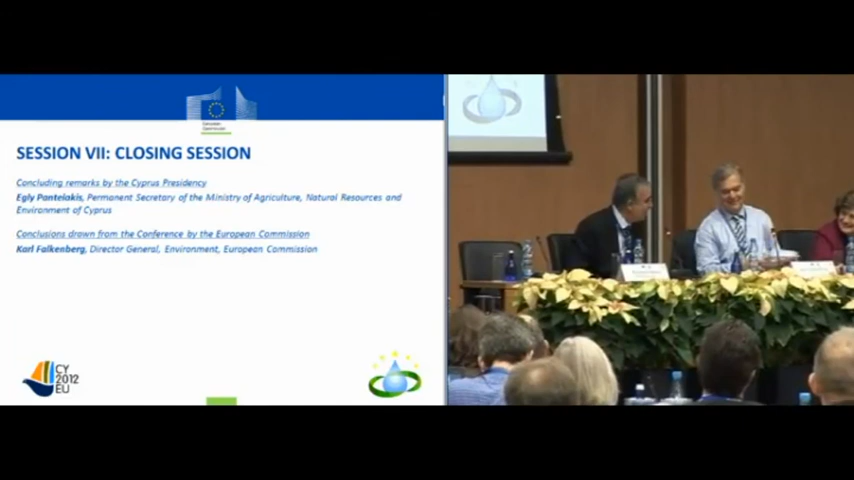 European
Commission
SESSION VII: CLOSING SESSION
Concluding remarks by the Cyprus Presidency
Egly Pantelakis, Permanent Secretary of the Ministry of Agriculture, Natural Resources and
Environment of Cyprus
Conclusions drawn from the Conference by the European Commission
Karl Falkenberg, Director General, Environment, European Commission
CY
2012
EU